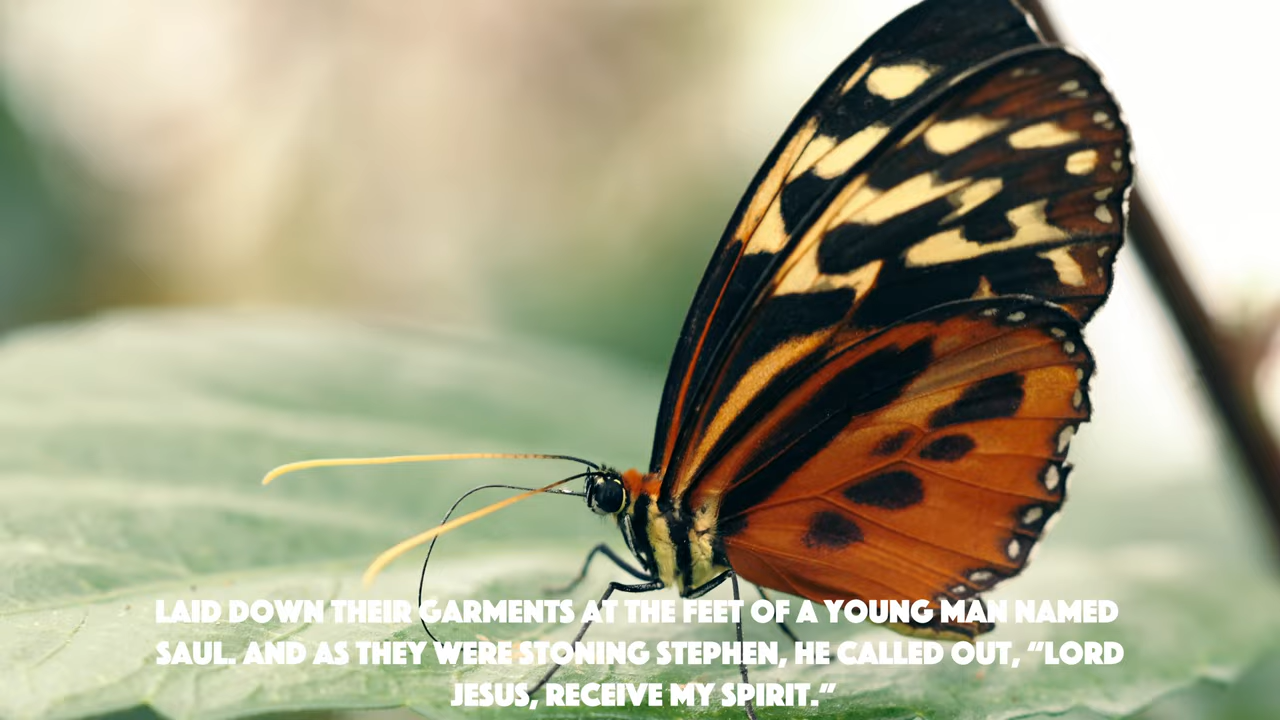 LAID DOWN THEIR GARMENTS AT THE FEET OF A YOUNG MAN NAMED
SAUL. AND AS THEY WERE STONING STEPHEN, HE CALLED OUT, “LORD
JESUS, RECEIVE MY SPIRIT.”